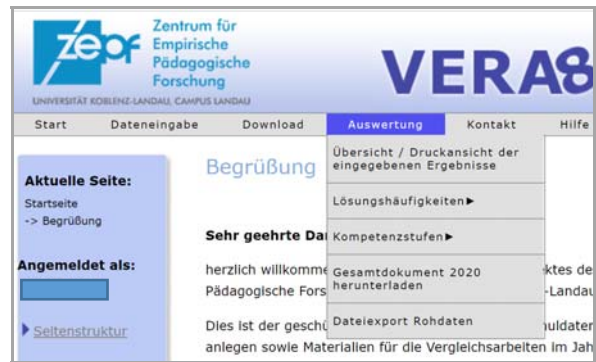 zepf
Zentrum für
Empirische
Pädagogische
Forschung
UNIVERSITÄT KOBLENZ-LANDAU, CAMPUS LANDAU
VERA8
Start Dateneingabe Download Auswertung Kontakt Hilfe
Aktuelle Seite:
Startseite
-> Begrüßung
Angemeldet als:
Seitenstruktur
Begrüßung
Sehr geehrte Da
herzlich willkomme ktes de
Pädagogische Fors -Landau
Dies ist der geschü uldaten
anlegen sowie Materialien für die Vergleichsarbeiten im Jah
Übersicht / Druckansicht der
eingegebenen Ergebnisse
Lösungshäufigkeiten▶
Kompetenzstufen▶
Gesamtdokument 2020
herunterladen
Dateiexport Rohdaten